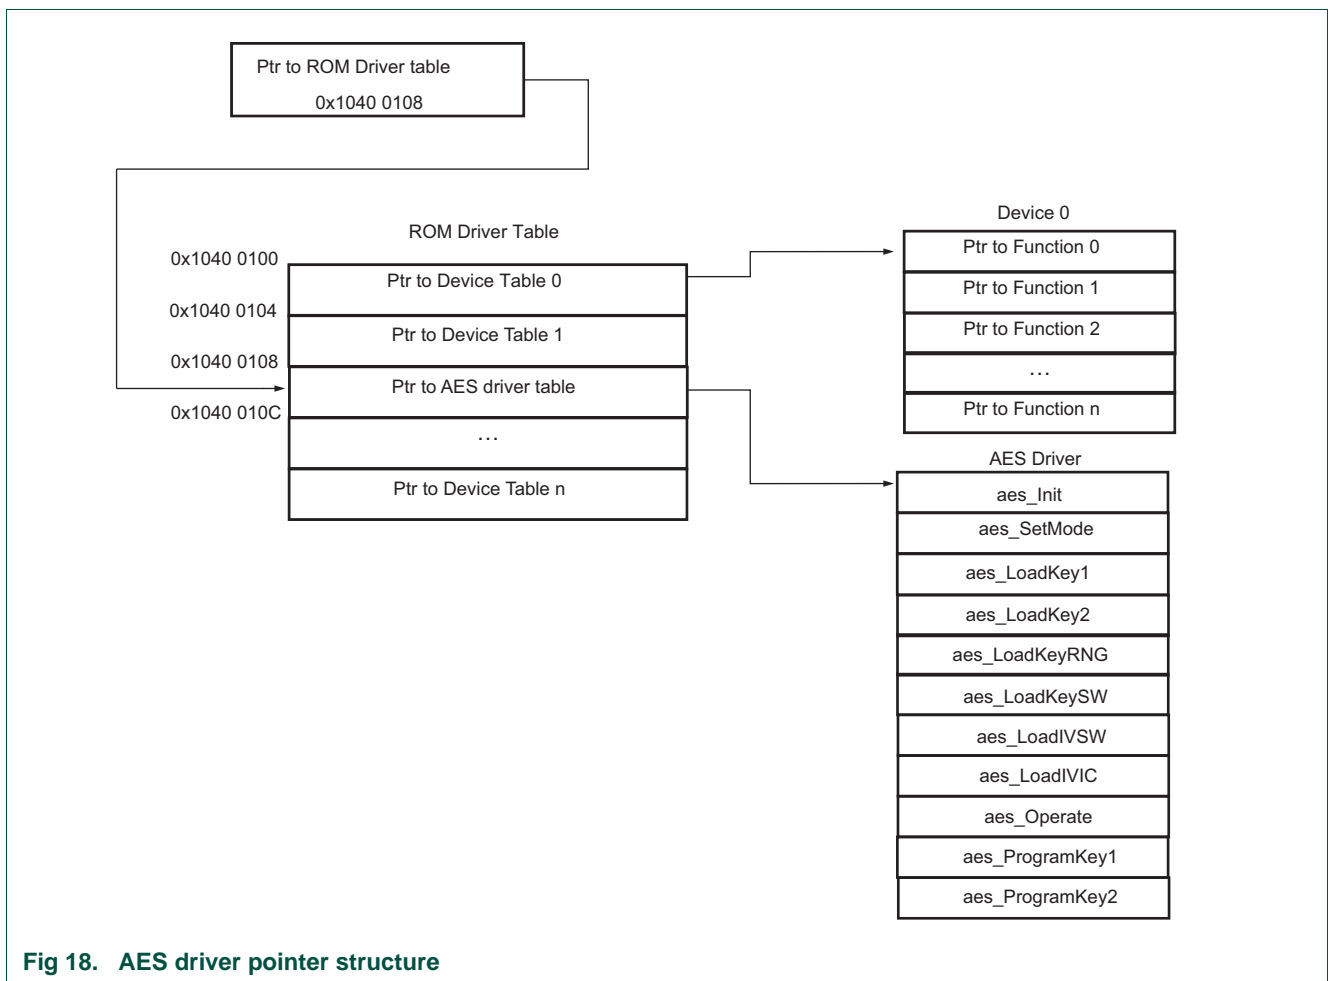 Ptr to ROM Driver table
0x1040 0108
ROM Driver Table
0x1040 0100
Ptr to Device Table 0
0x1040 0104
Ptr to Device Table 1
0x1040 0108
Ptr to AES driver table
0x1040 010C
...
Ptr to Device Table n
Device 0
Ptr to Function 0
Ptr to Function 1
Ptr to Function 2
...
Ptr to Function n
AES Driver
aes_Init
aes_SetMode
aes_LoadKey1
aes_LoadKey2
aes_LoadKeyRNG
aes_LoadKeySW
aes_LoadIVSW
aes_LoadIVIC
aes_Operate
aes_ProgramKey1
aes_ProgramKey2
Fig 18. AES driver pointer structure